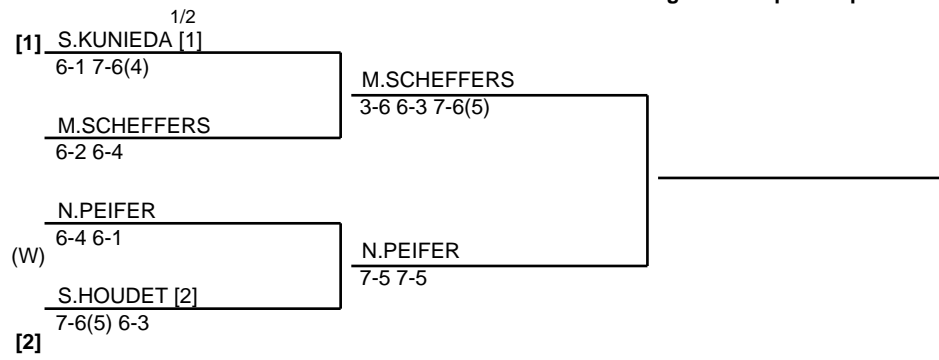 1/2
[1] S.KUNIEDA [1]
6-1 7-6(4)
M.SCHEFFERS
3-6 6-3 7-6(5)
M.SCHEFFERS
6-2 6-4
N.PEIFER
6-4 6-1
(W)
N.PEIFER
7-5 7-5
S.HOUDET [2]
7-6(5) 6-3
[2]